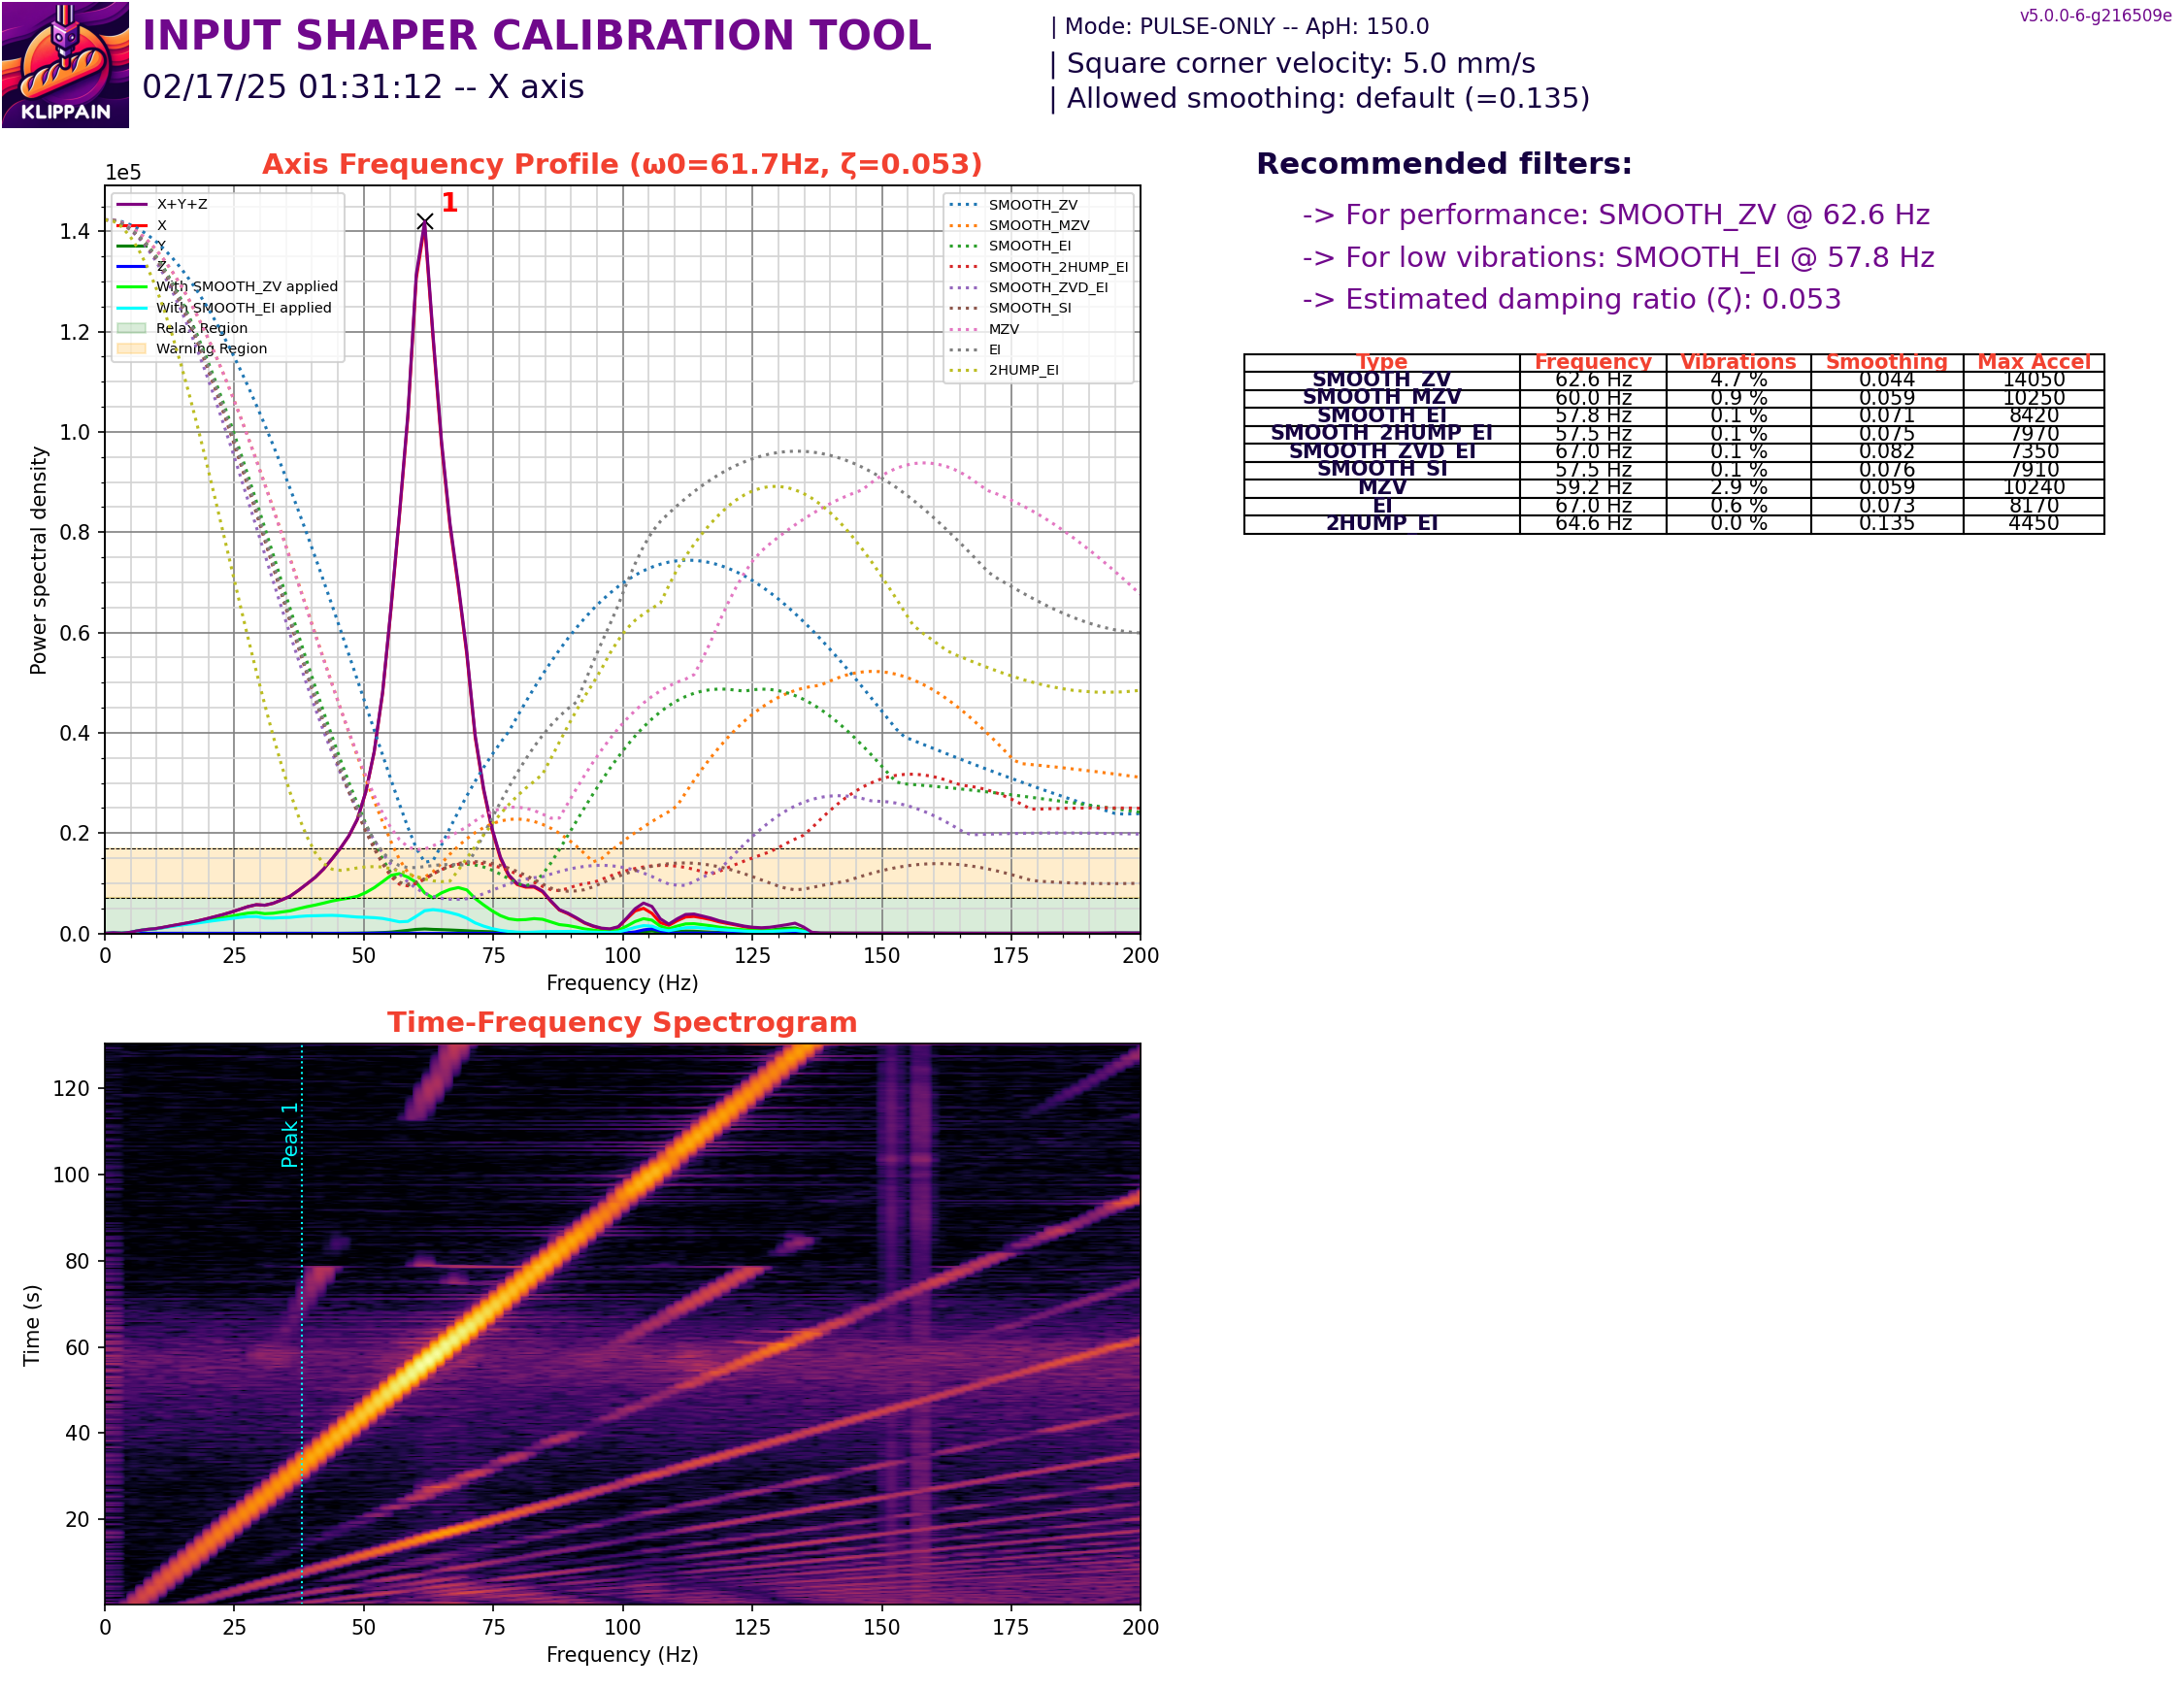 KLIPPAIN
INPUT SHAPER CALIBRATION TOOL
02/17/25 01:31:12 -- X axis
| Mode: PULSE-ONLY -- ApH: 150.0
| Square corner velocity: 5.0 mm/s
| Allowed smoothing: default (=0.135)
v5.0.0-6-g216509e
Axis Frequency Profile (ω0=61.7Hz, ζ=0.053)
1e5
1
X+Y+Z
X
Y
Z
With SMOOTH_ZV applied
With SMOOTH_EI applied
Relax Region
Warning Region
SMOOTH_ZV
SMOOTH_MZV
SMOOTH_EI
SMOOTH_2HUMP_EI
SMOOTH_ZVD_EI
SMOOTH_SI
MZV
EI
2HUMP_EI
Power spectral density
1.4
1.2
1.0
0.8
0.6
0.4
0.2
0.0
0 25 50 75 100 125 150 175 200
Frequency (Hz)
Recommended filters:
-> For performance: SMOOTH_ZV @ 62.6 Hz
-> For low vibrations: SMOOTH_EI @ 57.8 Hz
-> Estimated damping ratio (ζ): 0.053
Type Frequency Vibrations Smoothing Max Accel
SMOOTH_ZV 62.6 Hz 4.7 % 0.044 14050
SMOOTH_MZV 60.0 Hz 0.9 % 0.059 10250
SMOOTH_EI 57.8 Hz 0.1 % 0.071 8420
SMOOTH_2HUMP_EI 57.5 Hz 0.1 % 0.075 7970
SMOOTH_ZVD_EI 67.0 Hz 0.1 % 0.082 7350
SMOOTH_SI 57.5 Hz 0.1 % 0.076 7910
MZV 59.2 Hz 2.9 % 0.059 10240
EI 67.0 Hz 0.6 % 0.073 8170
2HUMP_EI 64.6 Hz 0.0 % 0.135 4450
Time-Frequency Spectrogram
Peak 1
Time (s)
120
100
80
60
40
20
0 25 50 75 100 125 150 175 200
Frequency (Hz)